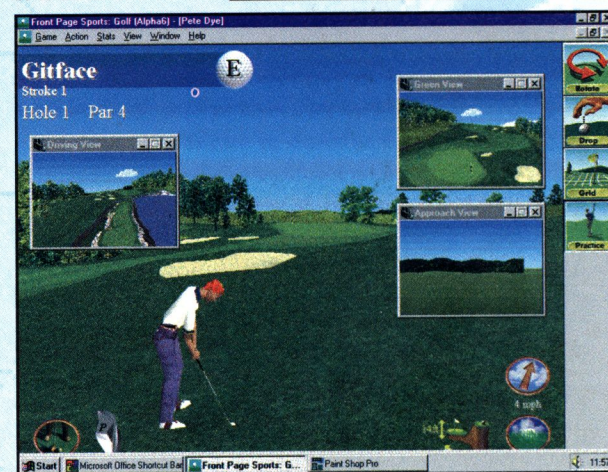 Front Page Sports: Golf (Alpha6) - [Pete Dye]
Game Action Stats View Window Help
Gitface
E
Stroke 1
Hole 1 Par 4
Driving View
Green View
Approach View
Rotate
Drop
Grid
Practice
4 mph
P
Start
Microsoft Office Shortcut Bar
Front Page Sports: G...
Paint Shop Pro